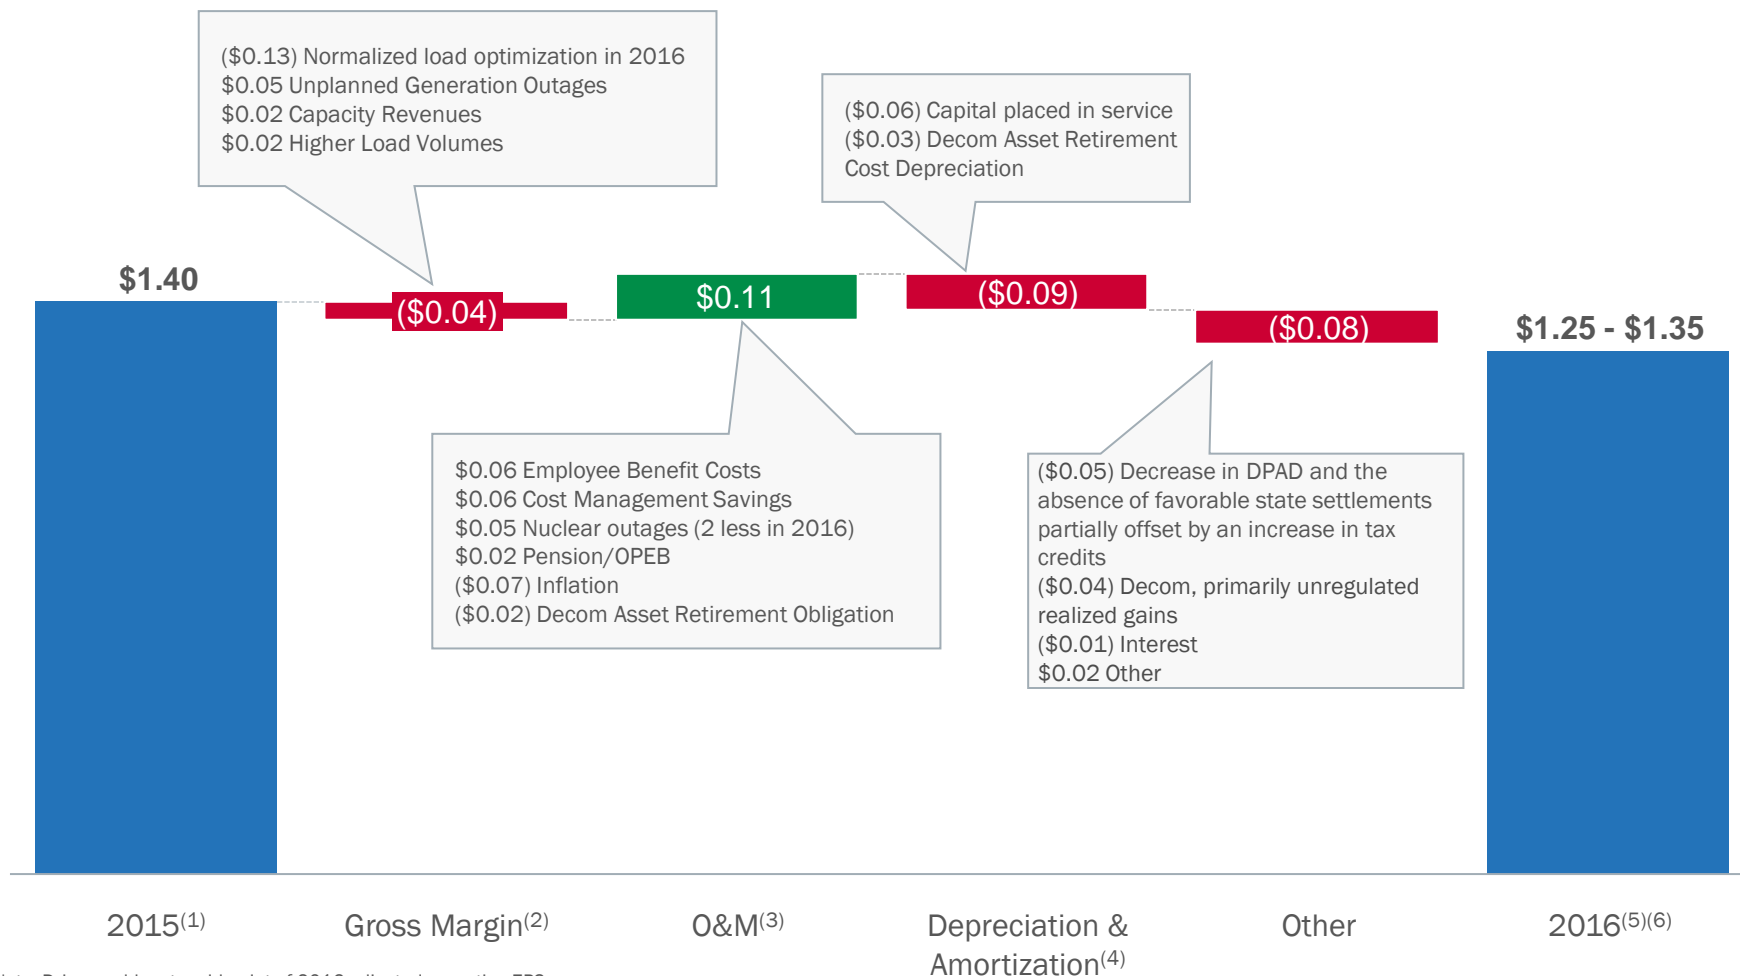 ($0.13) Normalized load optimization in 2016
$0.05 Unplanned Generation Outages
$0.02 Capacity Revenues
$0.02 Higher Load Volumes
($0.06) Capital placed in service
($0.03) Decom Asset Retirement
Cost Depreciation
$1.40
($0.04)
$0.11
($0.09)
($0.08)
$1.25 - $1.35
$0.06 Employee Benefit Costs
$0.06 Cost Management Savings
$0.05 Nuclear outages (2 less in 2016)
$0.02 Pension/OPEB
($0.07) Inflation
($0.02) Decom Asset Retirement Obligation
($0.05) Decrease in DPAD and the
absence of favorable state settlements
partially offset by an increase in tax
credits
($0.04) Decom, primarily unregulated
realized gains
($0.01) Interest
$0.02 Other
2015(1)
Gross Margin(2)
O&M(3)
Depreciation &
Amortization(4)
Other
2016(5)(6)